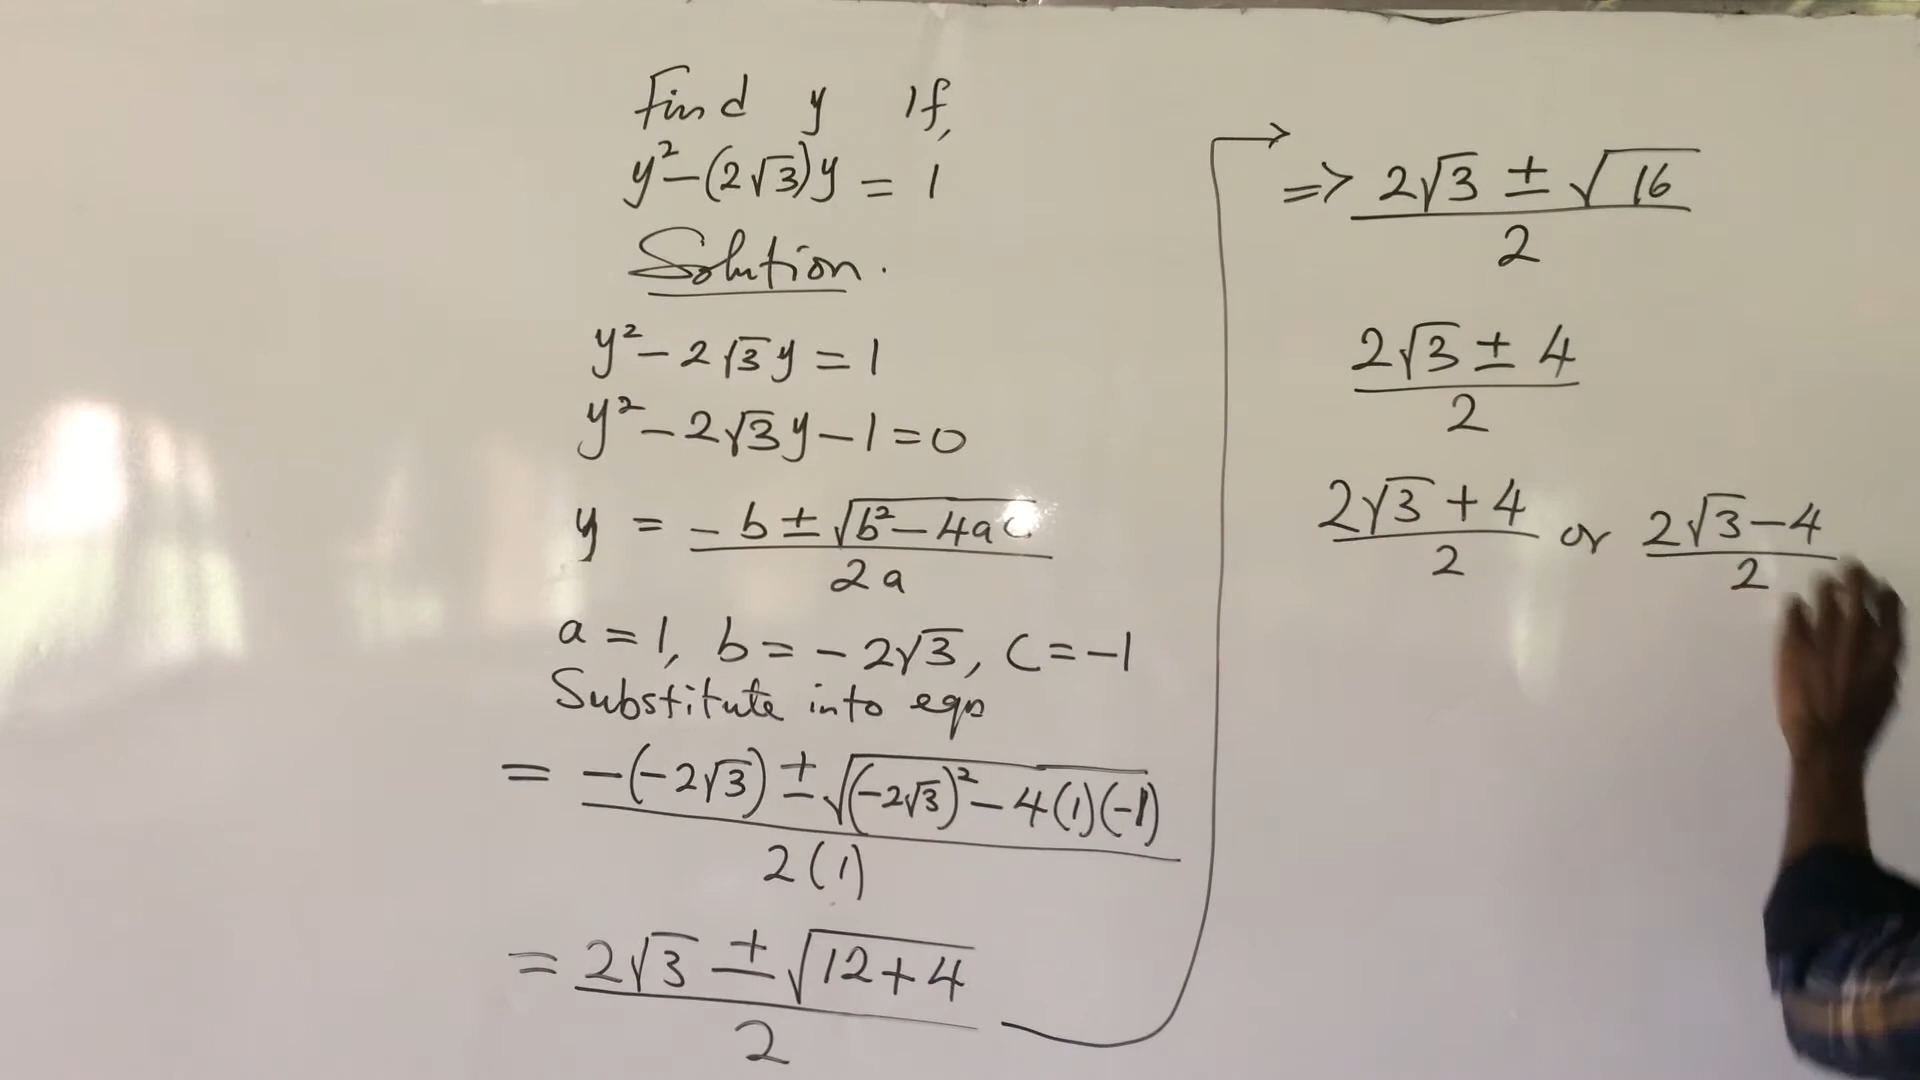 Find y If,
y² − (2√3)y = 1
Solution.
y² − 2√3y = 1
y² − 2√3y − 1 = 0
y = (−b ± √(b² − 4ac))/2a
a = 1, b = −2√3, c = −1
Substitute into eqn
= (−(−2√3) ± √((−2√3)² − 4(1)(−1)))/2(1)
= (2√3 ± √(12 + 4))/2
=> (2√3 ± √16)/2
(2√3 ± 4)/2
(2√3 + 4)/2 or (2√3 − 4)/2